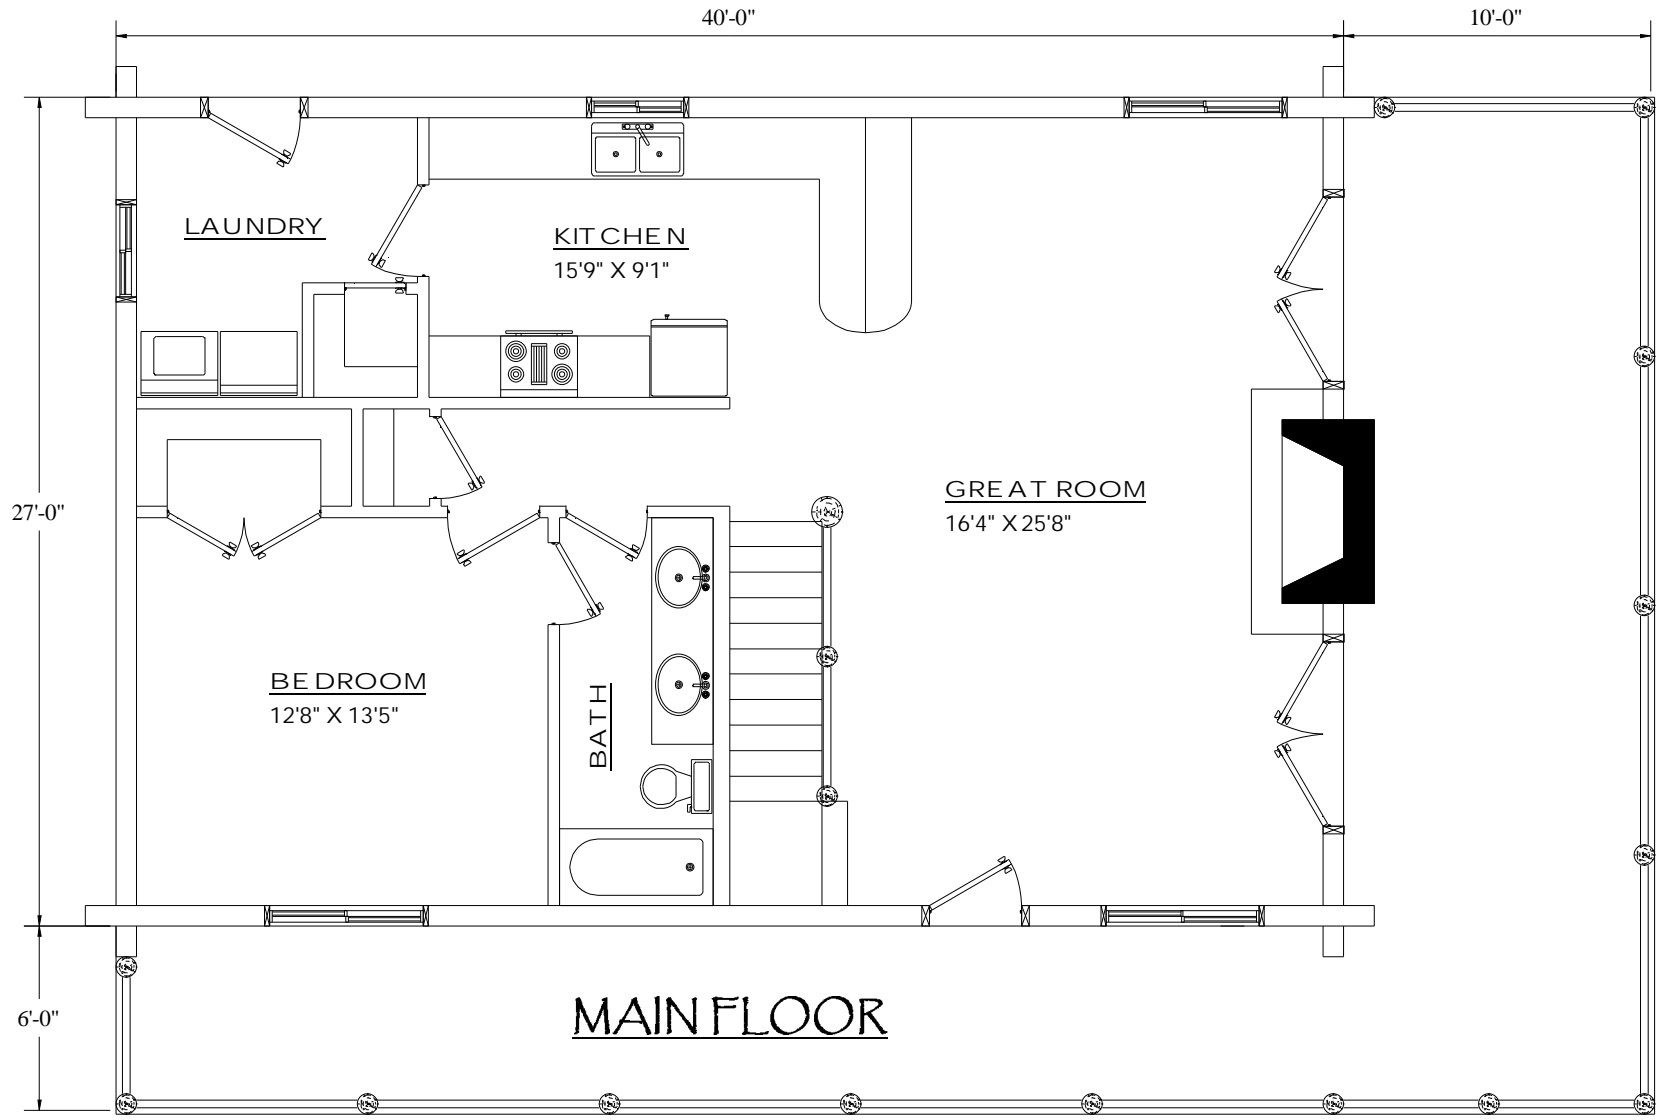 40'-0" 10'-0"
LAUNDRY
KITCHEN
15'9" X 9'1"
27'-0"
GREAT ROOM
16'4" X 25'8"
BEDROOM
12'8" X 13'5"
BATH
6'-0"
MAIN FLOOR